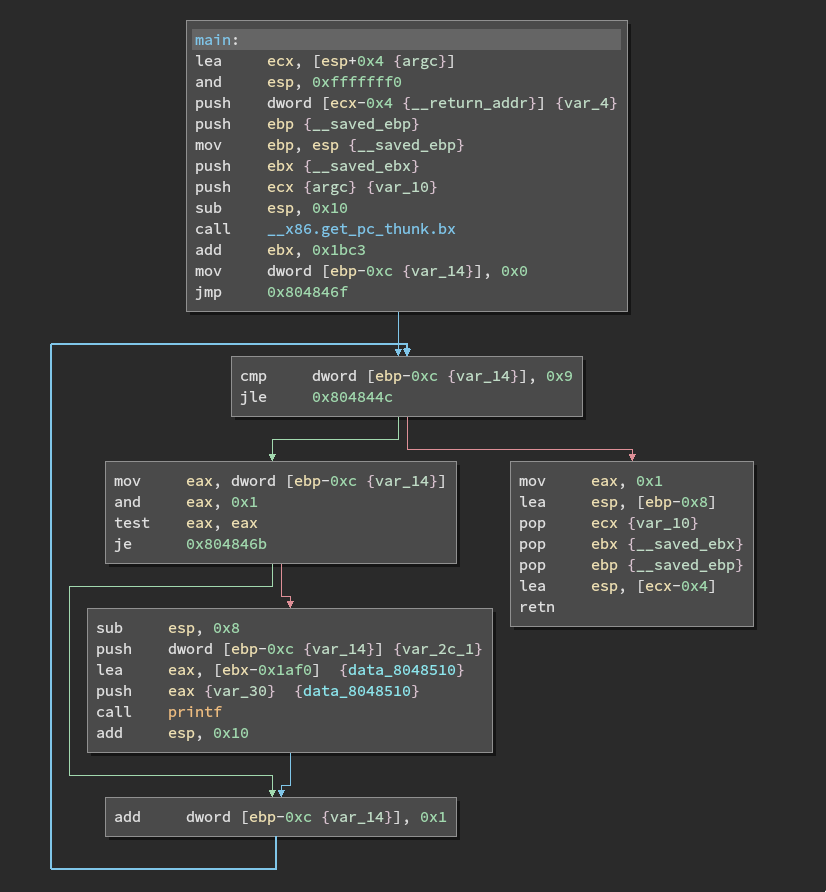 main:
lea ecx, [esp+0x4 {argc}]
and esp, 0xfffffff0
push dword [ecx-0x4 {__return_addr}] {var_4}
push ebp {__saved_ebp}
mov ebp, esp {__saved_ebp}
push ebx {__saved_ebx}
push ecx {argc} {var_10}
sub esp, 0x10
call __x86.get_pc_thunk.bx
add ebx, 0x1bc3
mov dword [ebp-0xc {var_14}], 0x0
jmp 0x804846f
cmp dword [ebp-0xc {var_14}], 0x9
jle 0x804844c
mov eax, dword [ebp-0xc {var_14}]
and eax, 0x1
test eax, eax
je 0x804846b
mov eax, 0x1
lea esp, [ebp-0x8]
pop ecx {var_10}
pop ebx {__saved_ebx}
pop ebp {__saved_ebp}
lea esp, [ecx-0x4]
retn
sub esp, 0x8
push dword [ebp-0xc {var_14}] {var_2c_1}
lea eax, [ebx-0x1af0] {data_8048510}
push eax {var_30} {data_8048510}
call printf
add esp, 0x10
add dword [ebp-0xc {var_14}], 0x1